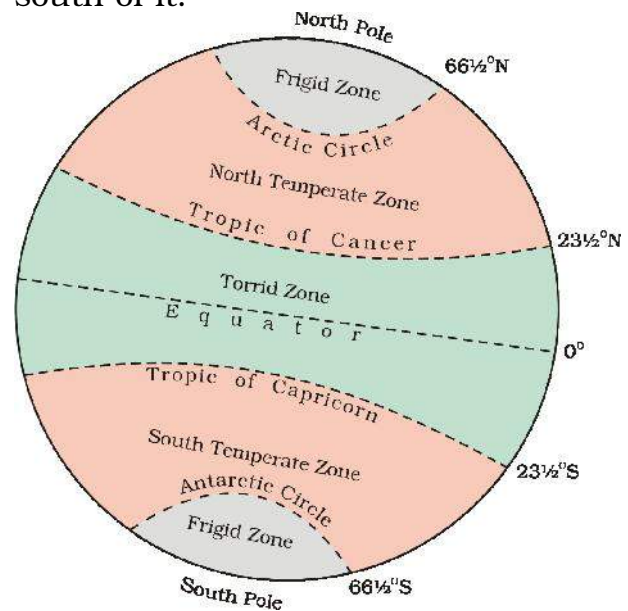 south of it.
North Pole
66½°N
Frigid Zone
Arctic Circle
North Temperate Zone
Tropic of Cancer
23½°N
Torrid Zone
Equator
0°
Tropic of Capricorn
South Temperate Zone
23½°S
Antarctic Circle
Frigid Zone
66½°S
South Pole